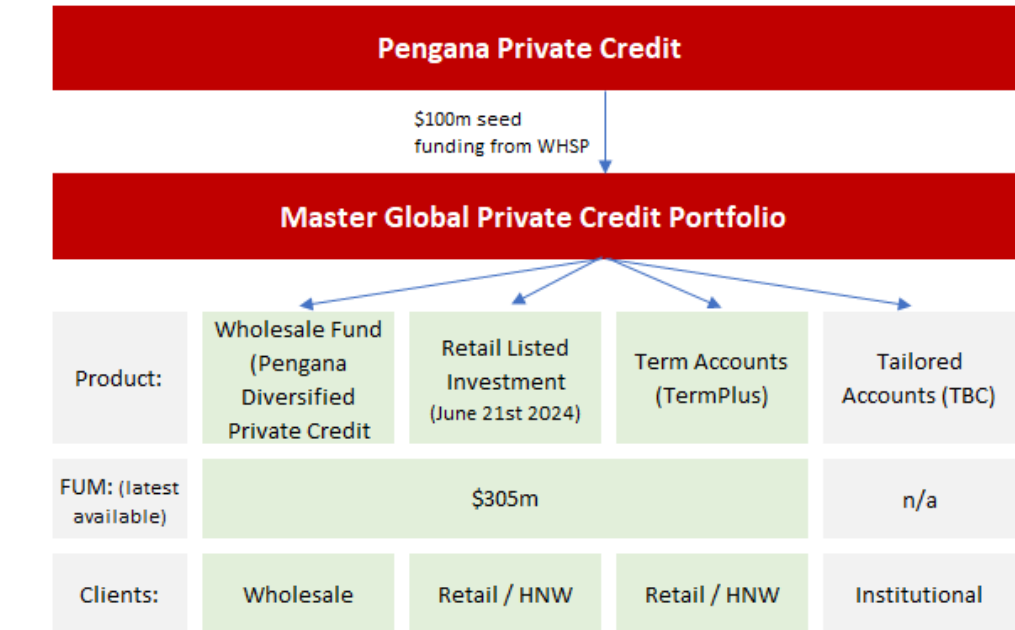 Pengana Private Credit
$100m seed
funding from WHSP
Master Global Private Credit Portfolio
Product:
Wholesale Fund
(Pengana
Diversified
Private Credit
Retail Listed
Investment
(June 21st 2024)
Term Accounts
(TermPlus)
Tailored
Accounts (TBC)
FUM: (latest
available)
$305m
n/a
Clients:
Wholesale
Retail / HNW
Retail / HNW
Institutional